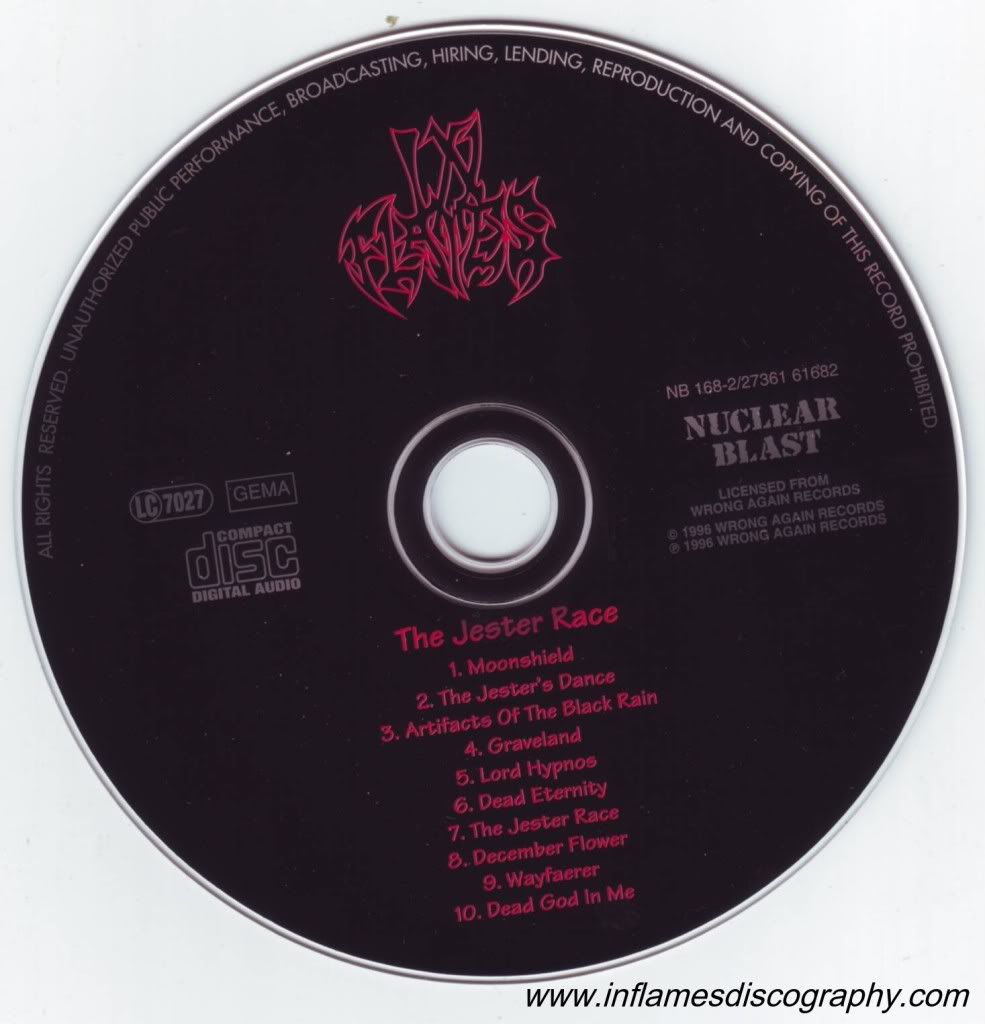 ALL RIGHTS RESERVED. UNAUTHORIZED PUBLIC PERFORMANCE, BROADCASTING, HIRING, LENDING, REPRODUCTION AND COPYING OF THIS RECORD PROHIBITED.
IN
FLAMES
NB 168-2/27361 61682
NUCLEAR
BLAST
LICENSED FROM
WRONG AGAIN RECORDS
© 1996 WRONG AGAIN RECORDS
℗ 1996 WRONG AGAIN RECORDS
LC 7027
GEMA
COMPACT
disc
DIGITAL AUDIO
The Jester Race
1. Moonshield
2. The Jester's Dance
3. Artifacts Of The Black Rain
4. Graveland
5. Lord Hypnos
6. Dead Eternity
7. The Jester Race
8. December Flower
9. Wayfaerer
10. Dead God In Me
www.inflamesdiscography.com